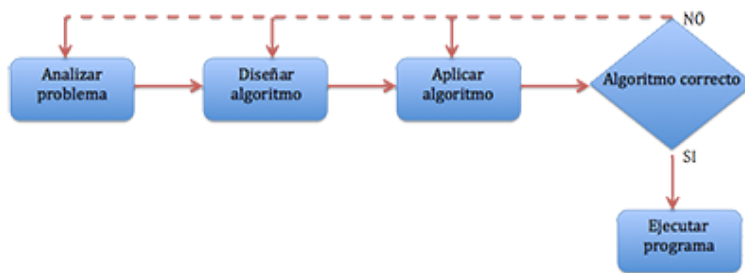 NO
Analizar
problema
Diseñar
algoritmo
Aplicar
algoritmo
Algoritmo correcto
SI
Ejecutar
programa